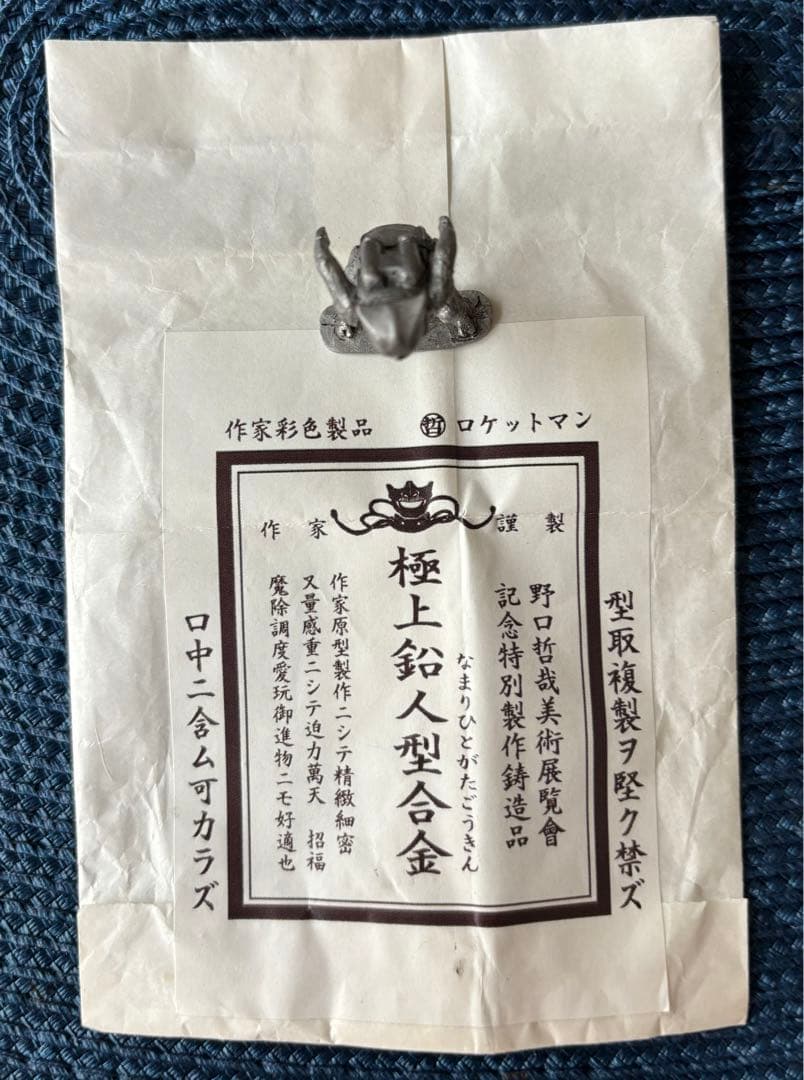 作家彩色製品 ㊪哲 ロケットマン
作家 謹製
型取複製ヲ堅ク禁ズ
野口哲哉美術展覧會
記念特別製作鋳造品
なまりひとがたごうきん
極上鉛人型合金
作家原型製作ニシテ精緻細密
又量感重ニシテ迫力萬天 招福
魔除調度愛玩御進物ニモ好適也
口中ニ含ム可カラズ